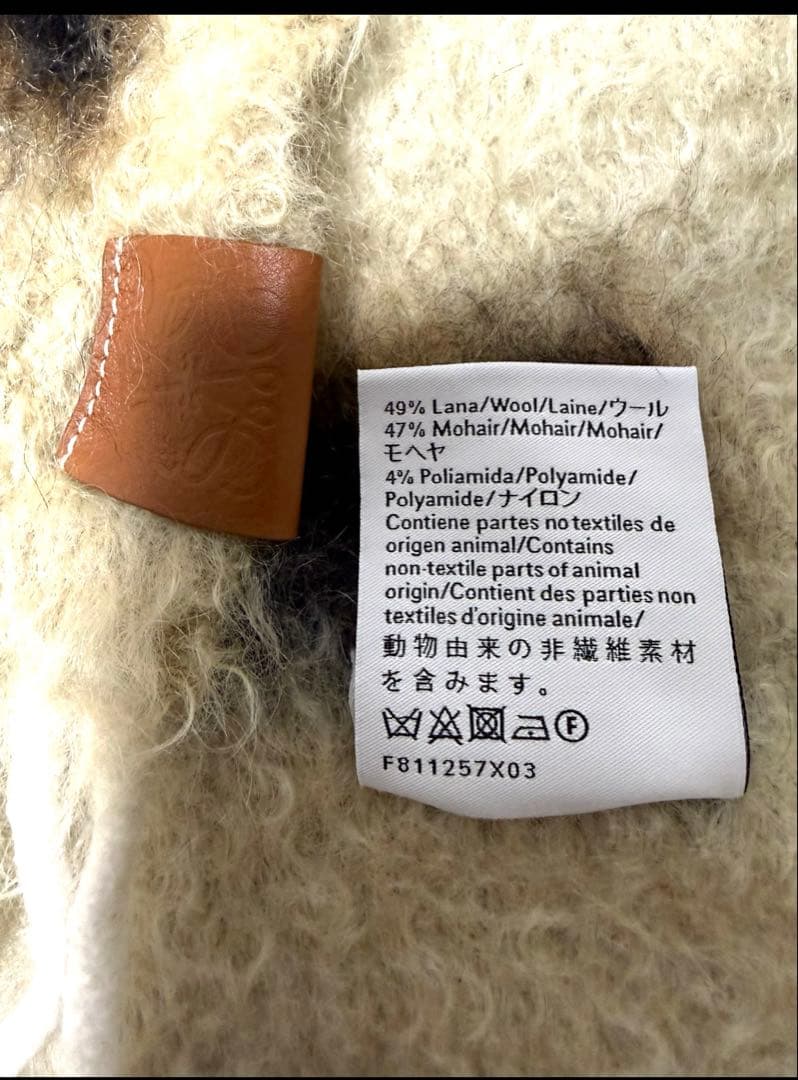 49% Lana/Wool/Laine/ウール
47% Mohair/Mohair/Mohair/
モヘヤ
4% Poliamida/Polyamide/
Polyamide/ナイロン
Contiene partes no textiles de
origen animal/Contains
non-textile parts of animal
origin/Contient des parties non
textiles d'origine animale/
動物由来の非繊維素材
を含みます。
F
F811257X03